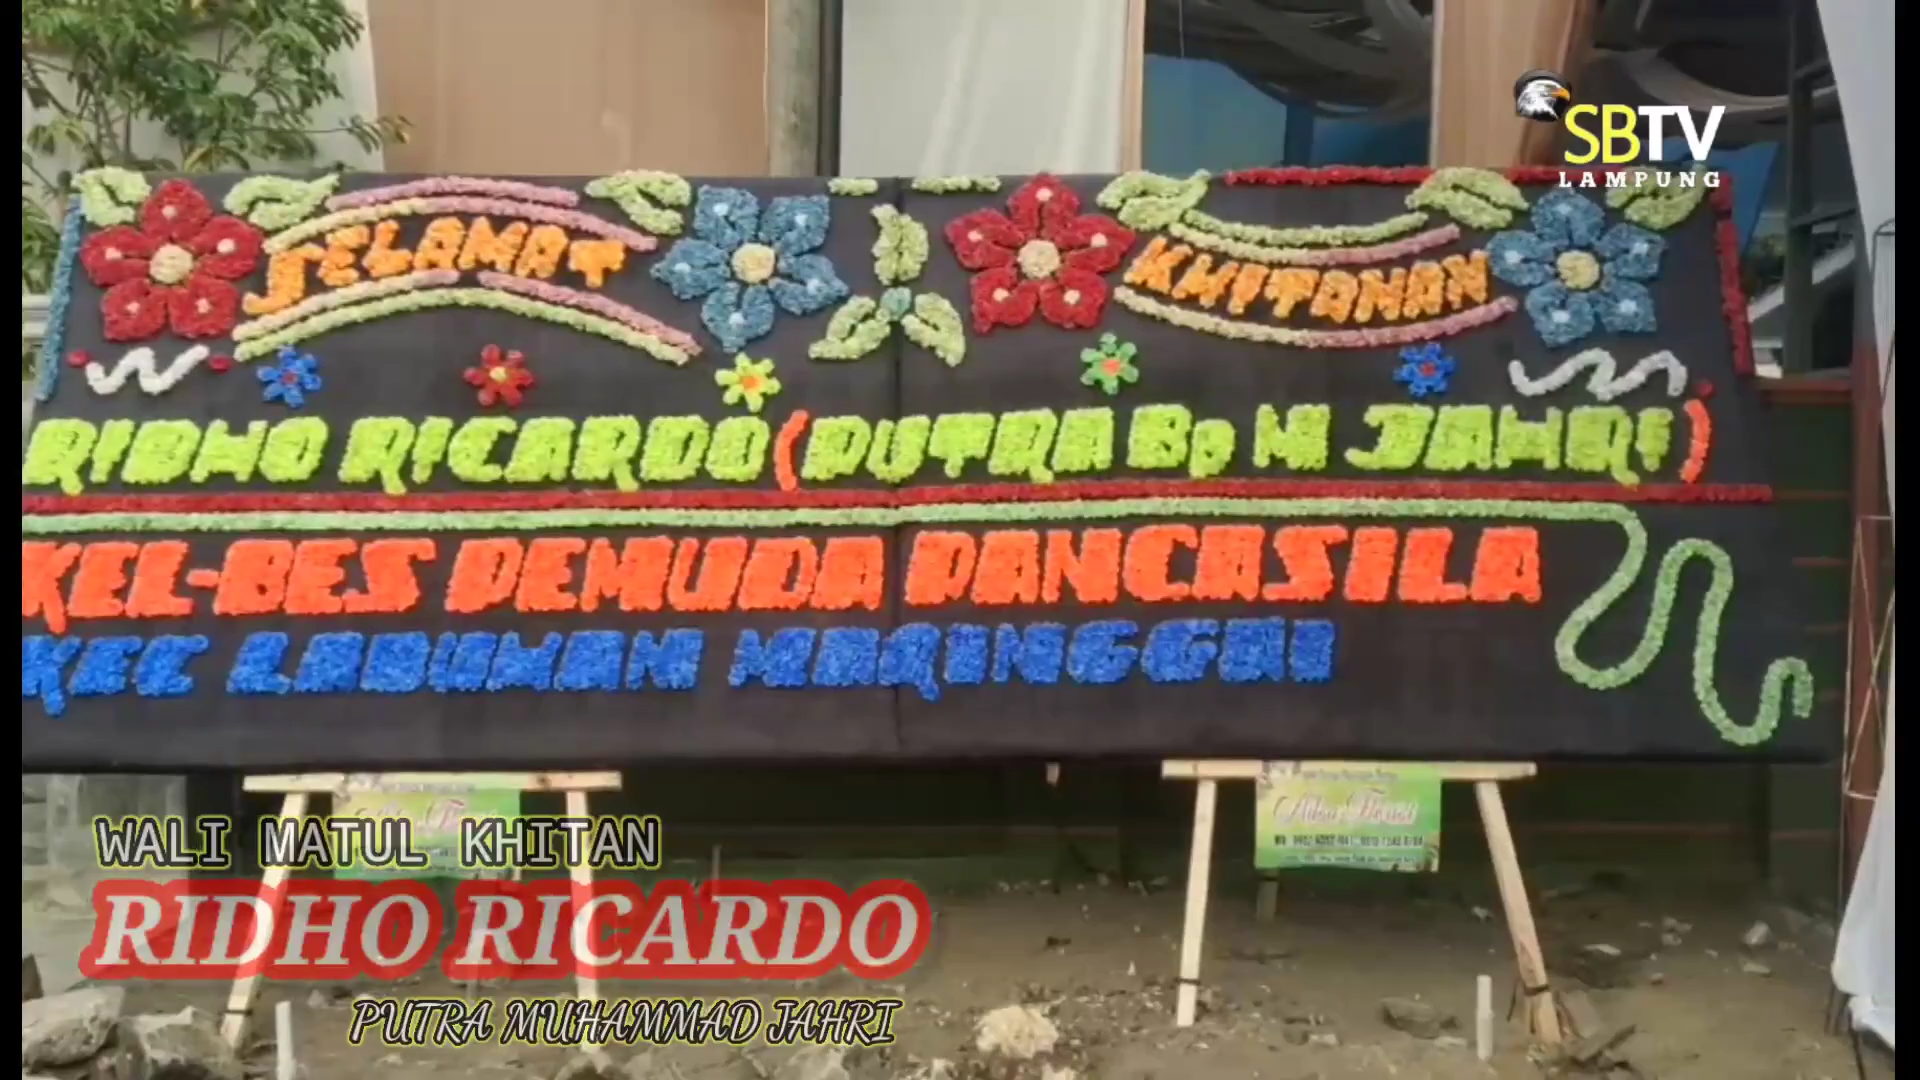 SBTV
LAMPUNG
SELAMAT KHITANAN
RIDHO RICARDO (PUTRA Bp M JAHRI)
KEL-BES PEMUDA PANCASILA
KEC LABUHAN MARINGGAI
Florist
WALI MATUL KHITAN
RIDHO RICARDO
PUTRA MUHAMMAD JAHRI